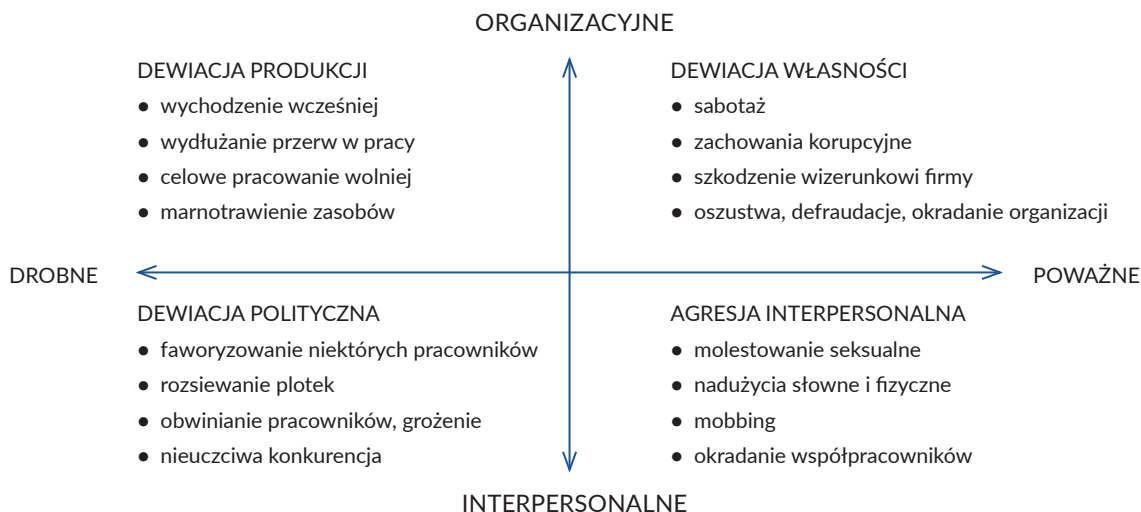 ORGANIZACYJNE
DEWIACJA PRODUKCJI
● wychodzenie wcześniej
● wydłużanie przerw w pracy
● celowe pracowanie wolniej
● marnotrawienie zasobów
DEWIACJA WŁASNOŚCI
● sabotaż
● zachowania korupcyjne
● szkodzenie wizerunkowi firmy
● oszustwa, defraudacje, okradanie organizacji
DROBNE
POWAŻNE
DEWIACJA POLITYCZNA
● faworyzowanie niektórych pracowników
● rozsiewanie plotek
● obwinianie pracowników, grożenie
● nieuczciwa konkurencja
AGRESJA INTERPERSONALNA
● molestowanie seksualne
● nadużycia słowne i fizyczne
● mobbing
● okradanie współpracowników
INTERPERSONALNE